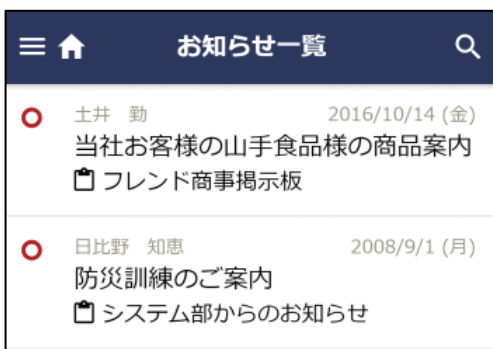 お知らせ一覧
土井 勤 2016/10/14 (金)
当社お客様の山手食品様の商品案内
フレンド商事掲示板
日比野 知恵 2008/9/1 (月)
防災訓練のご案内
システム部からのお知らせ